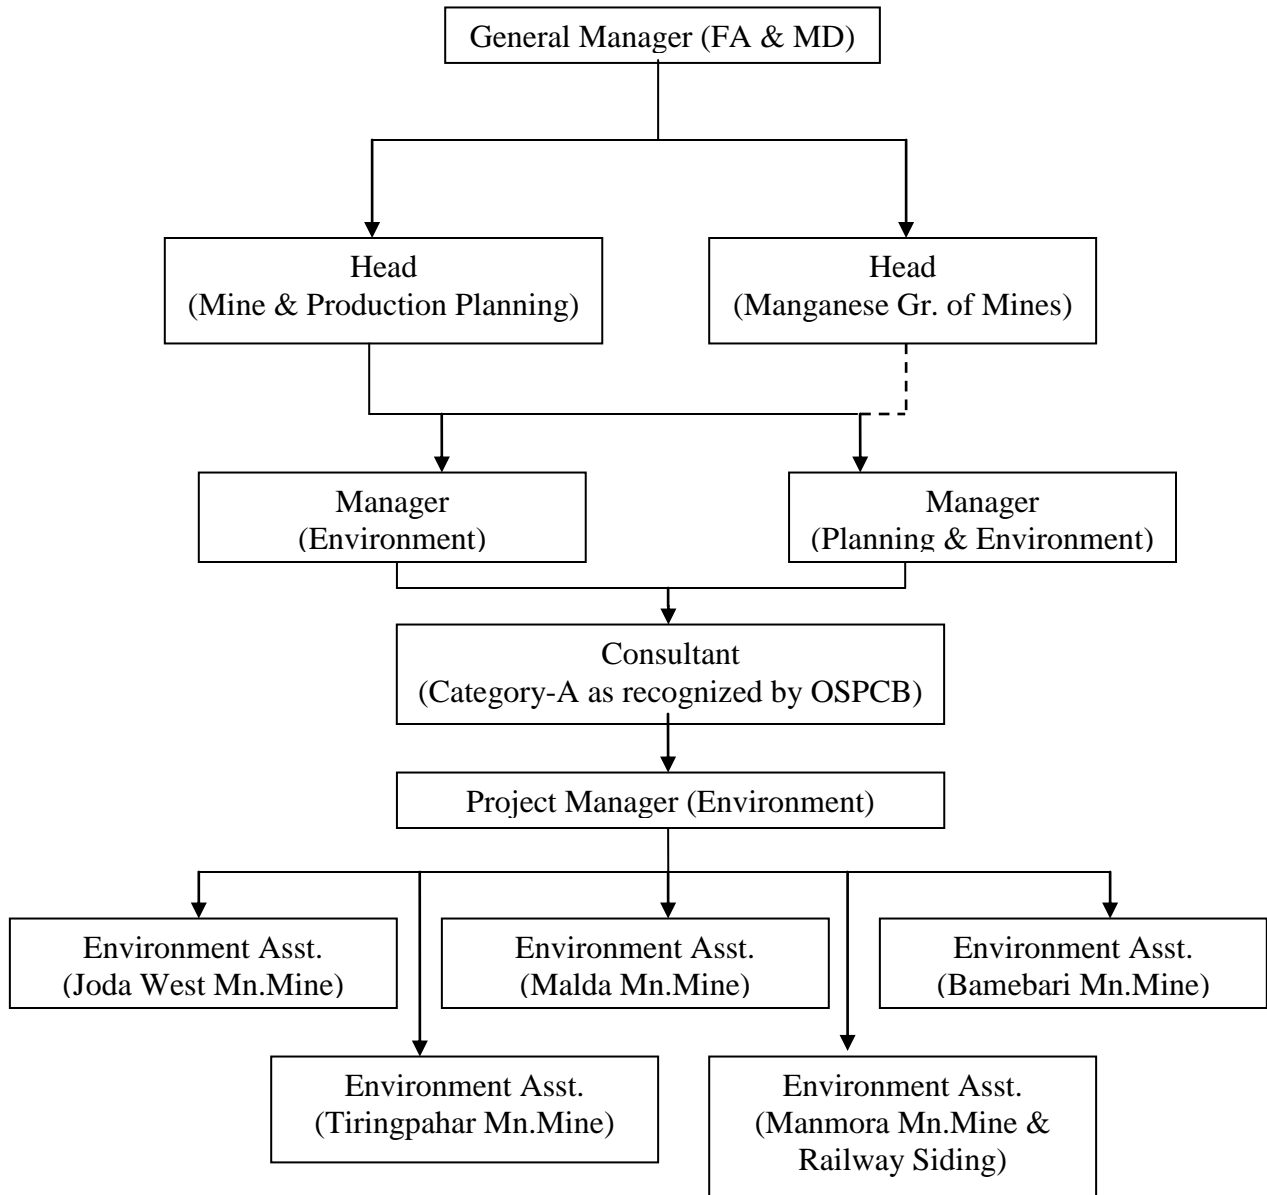 General Manager (FA & MD)
Head
(Mine & Production Planning)
Head
(Manganese Gr. of Mines)
Manager
(Environment)
Manager
(Planning & Environment)
Consultant
(Category-A as recognized by OSPCB)
Project Manager (Environment)
Environment Asst.
(Joda West Mn.Mine)
Environment Asst.
(Malda Mn.Mine)
Environment Asst.
(Bamebari Mn.Mine)
Environment Asst.
(Tiringpahar Mn.Mine)
Environment Asst.
(Manmora Mn.Mine &
Railway Siding)